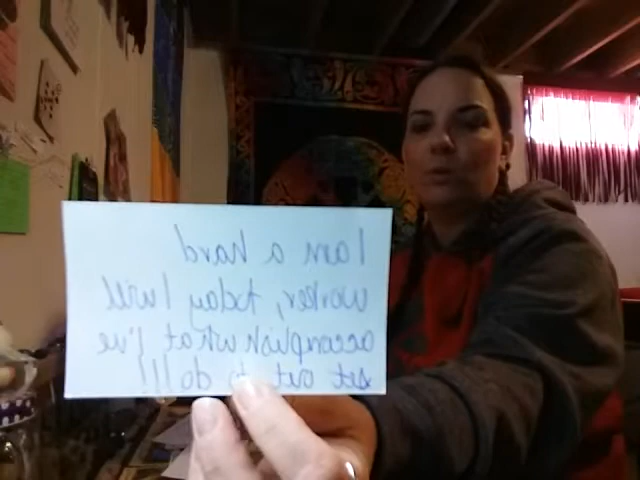 I am a hard
worker, today I will
accomplish what I've
set out to do!!!